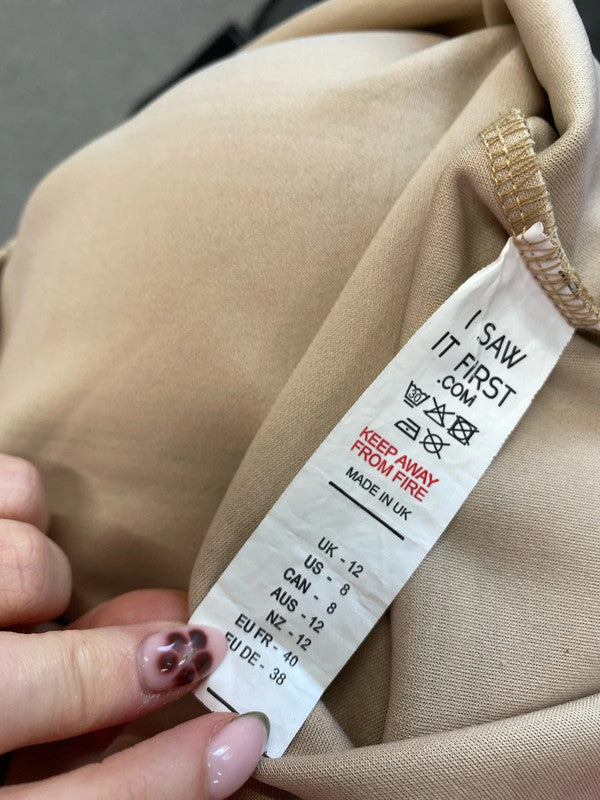 I SAW
IT FIRST
.COM
30
KEEP AWAY
FROM FIRE
MADE IN UK
UK - 12
US - 8
CAN - 8
AUS - 12
NZ - 12
EU FR - 40
EU DE - 38